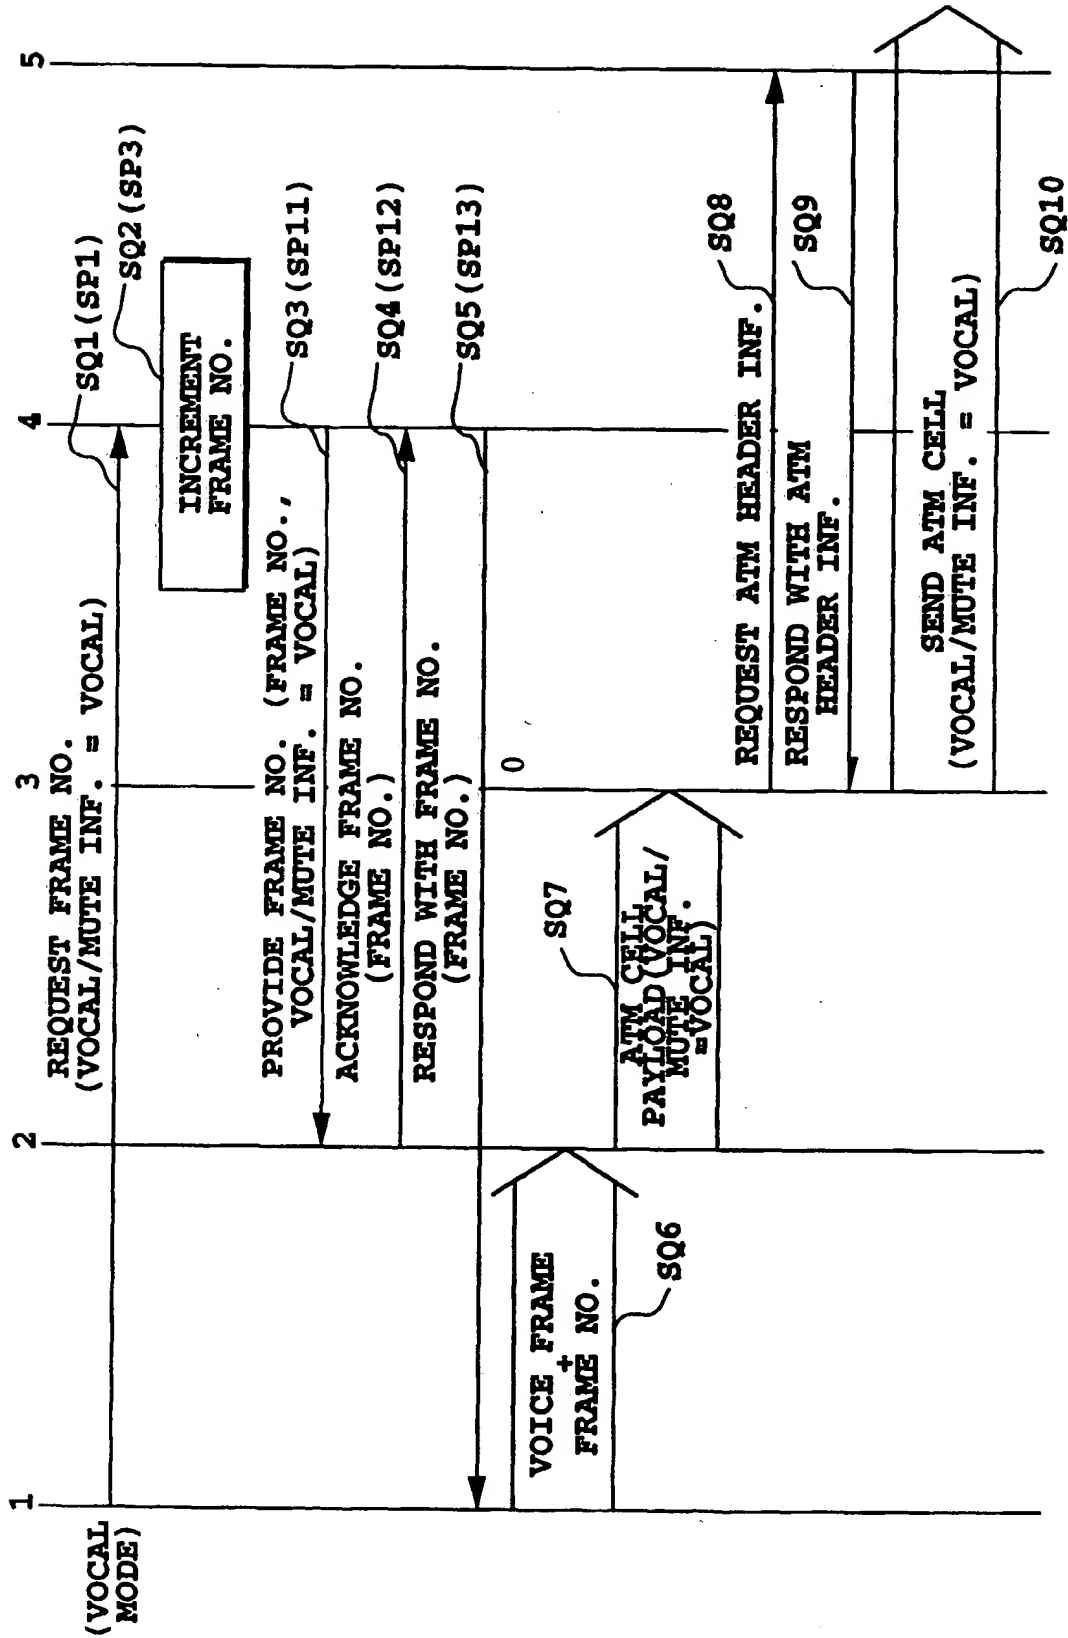 1
2
3
4
5
(VOCAL
MODE)
REQUEST FRAME NO.
(VOCAL/MUTE INF. = VOCAL)
SQ1(SP1)
SQ2(SP3)
INCREMENT
FRAME NO.
PROVIDE FRAME NO. (FRAME NO.,
VOCAL/MUTE INF. = VOCAL)
SQ3(SP11)
ACKNOWLEDGE FRAME NO.
(FRAME NO.)
SQ4(SP12)
RESPOND WITH FRAME NO.
(FRAME NO.)
SQ5(SP13)
0
VOICE FRAME
+
FRAME NO.
SQ6
SQ7
ATM CELL
PAYLOAD(VOCAL/
MUTE INF.
=VOCAL)
REQUEST ATM HEADER INF.
SQ8
RESPOND WITH ATM
HEADER INF.
SQ9
SEND ATM CELL
(VOCAL/MUTE INF. = VOCAL)
SQ10